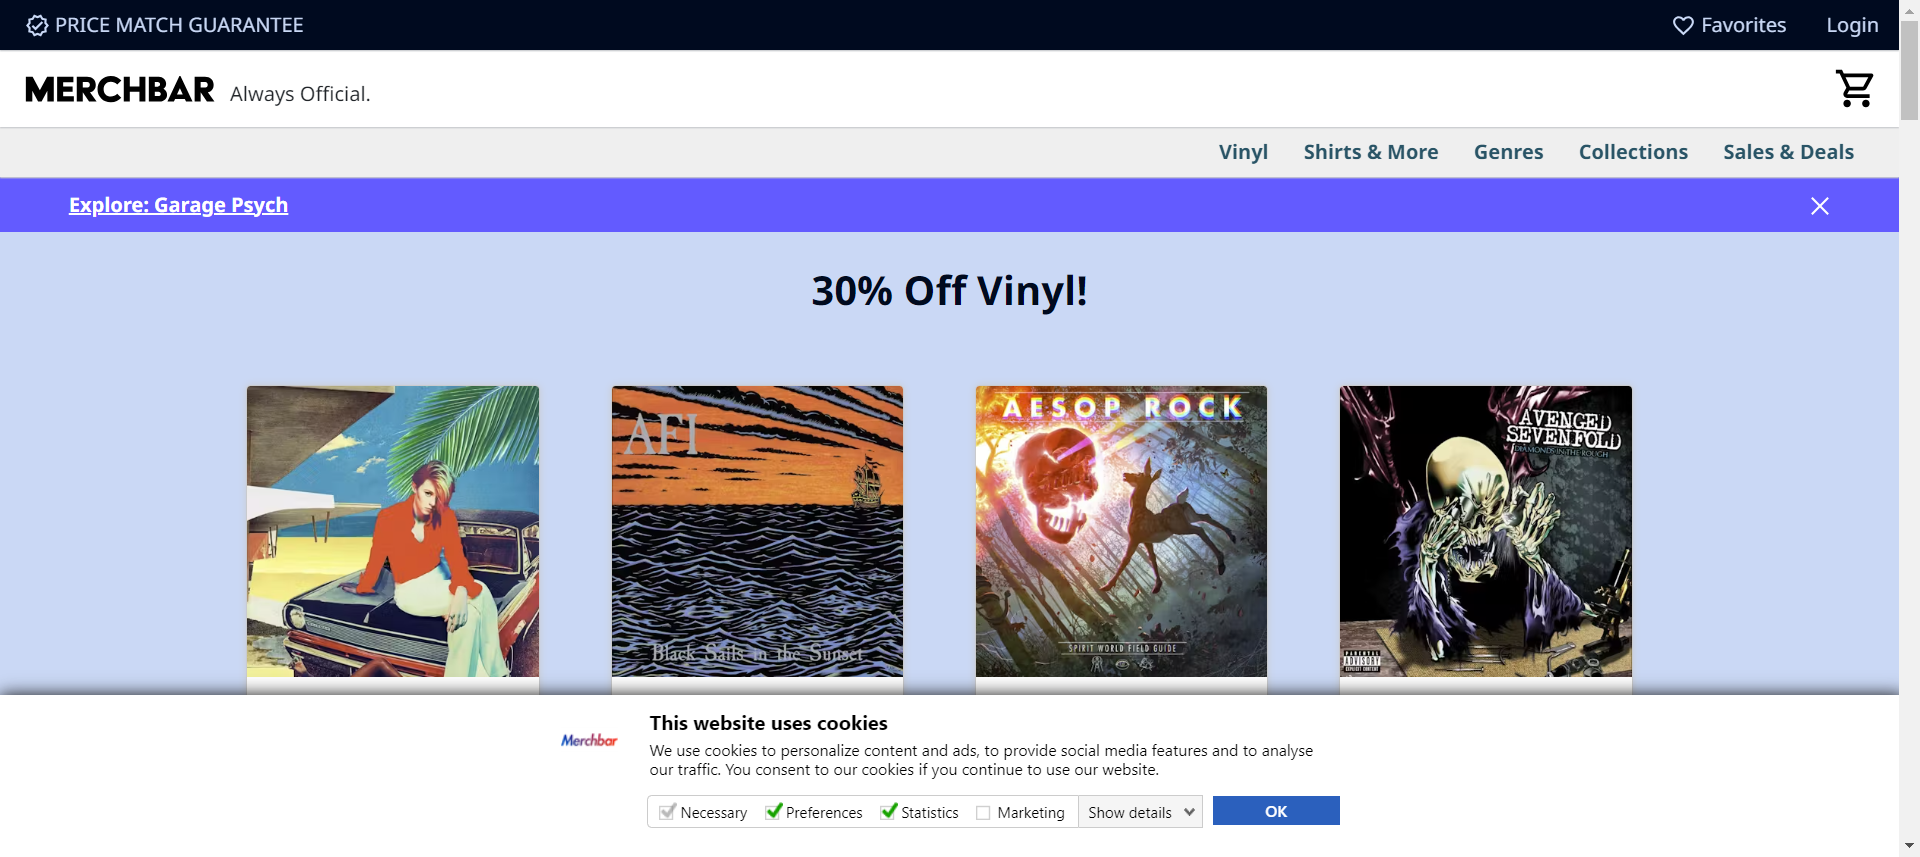 PRICE MATCH GUARANTEE
Favorites
Login
MERCHBAR
Always Official.
Vinyl
Shirts & More
Genres
Collections
Sales & Deals
Explore: Garage Psych
30% Off Vinyl!
AFI
Black Sails in the Sunset
AESOP ROCK
SPIRIT WORLD FIELD GUIDE
AVENGED
SEVENFOLD
DIAMONDS IN THE ROUGH
PARENTAL
ADVISORY
EXPLICIT CONTENT
Merchbar
This website uses cookies
We use cookies to personalize content and ads, to provide social media features and to analyse
our traffic. You consent to our cookies if you continue to use our website.
Necessary
Preferences
Statistics
Marketing
Show details
OK